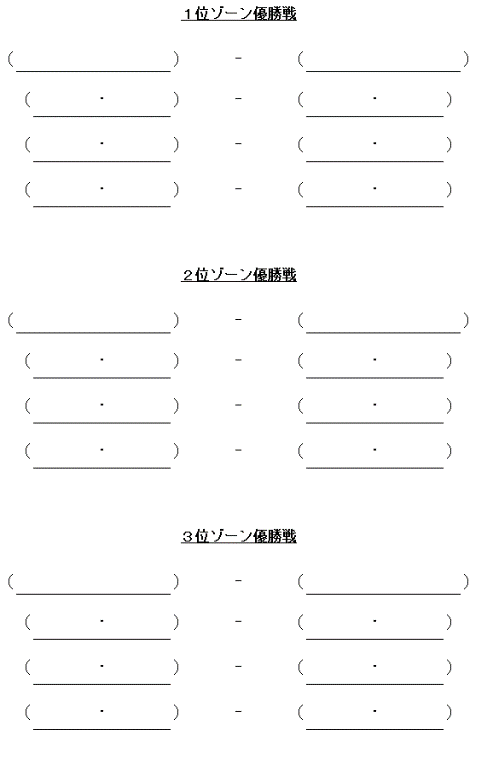 １位ゾーン優勝戦
(                    )   -   (                    )
(    ・    )   -   (    ・    )
(    ・    )   -   (    ・    )
(    ・    )   -   (    ・    )
２位ゾーン優勝戦
(                    )   -   (                    )
(    ・    )   -   (    ・    )
(    ・    )   -   (    ・    )
(    ・    )   -   (    ・    )
３位ゾーン優勝戦
(                    )   -   (                    )
(    ・    )   -   (    ・    )
(    ・    )   -   (    ・    )
(    ・    )   -   (    ・    )